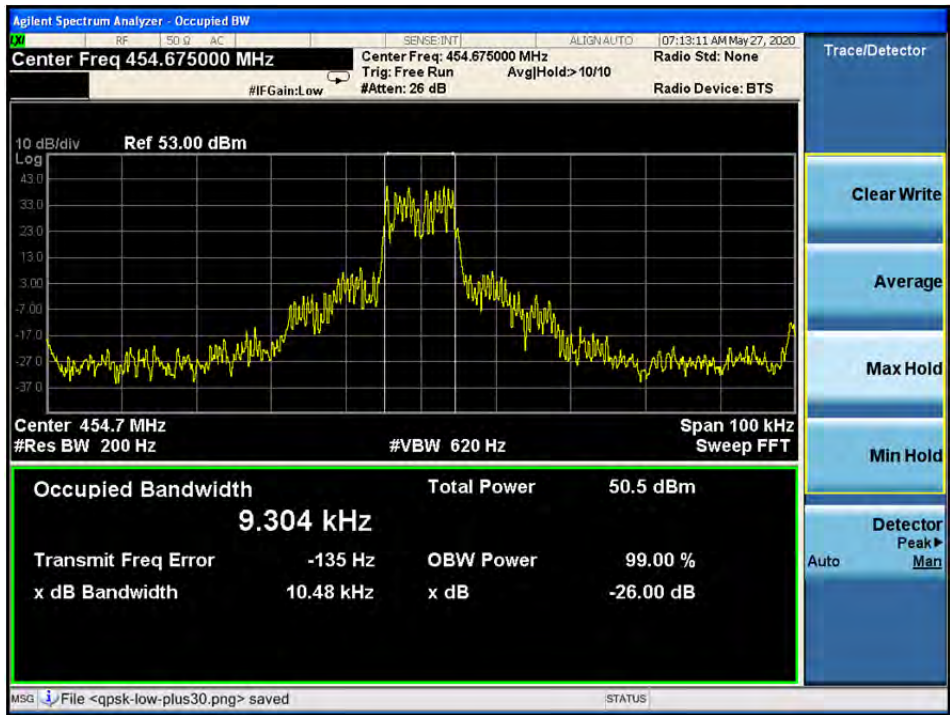 Agilent Spectrum Analyzer - Occupied BW
LXI RF 50 Ω AC SENSE:INT ALIGN AUTO 07:13:11 AM May 27, 2020
Center Freq 454.675000 MHz
Center Freq: 454.675000 MHz
Radio Std: None
Trig: Free Run Avg|Hold:> 10/10
#IFGain:Low
#Atten: 26 dB
Radio Device: BTS
10 dB/div Ref 53.00 dBm
Log
43.0
33.0
23.0
13.0
3.00
-7.00
-17.0
-27.0
-37.0
Center 454.7 MHz Span 100 kHz
#Res BW 200 Hz #VBW 620 Hz Sweep FFT
Occupied Bandwidth Total Power 50.5 dBm
9.304 kHz
Transmit Freq Error -135 Hz OBW Power 99.00 %
x dB Bandwidth 10.48 kHz x dB -26.00 dB
Trace/Detector
Clear Write
Average
Max Hold
Min Hold
Detector
Peak▶
Auto Man
MSG File <qpsk-low-plus30.png> saved STATUS